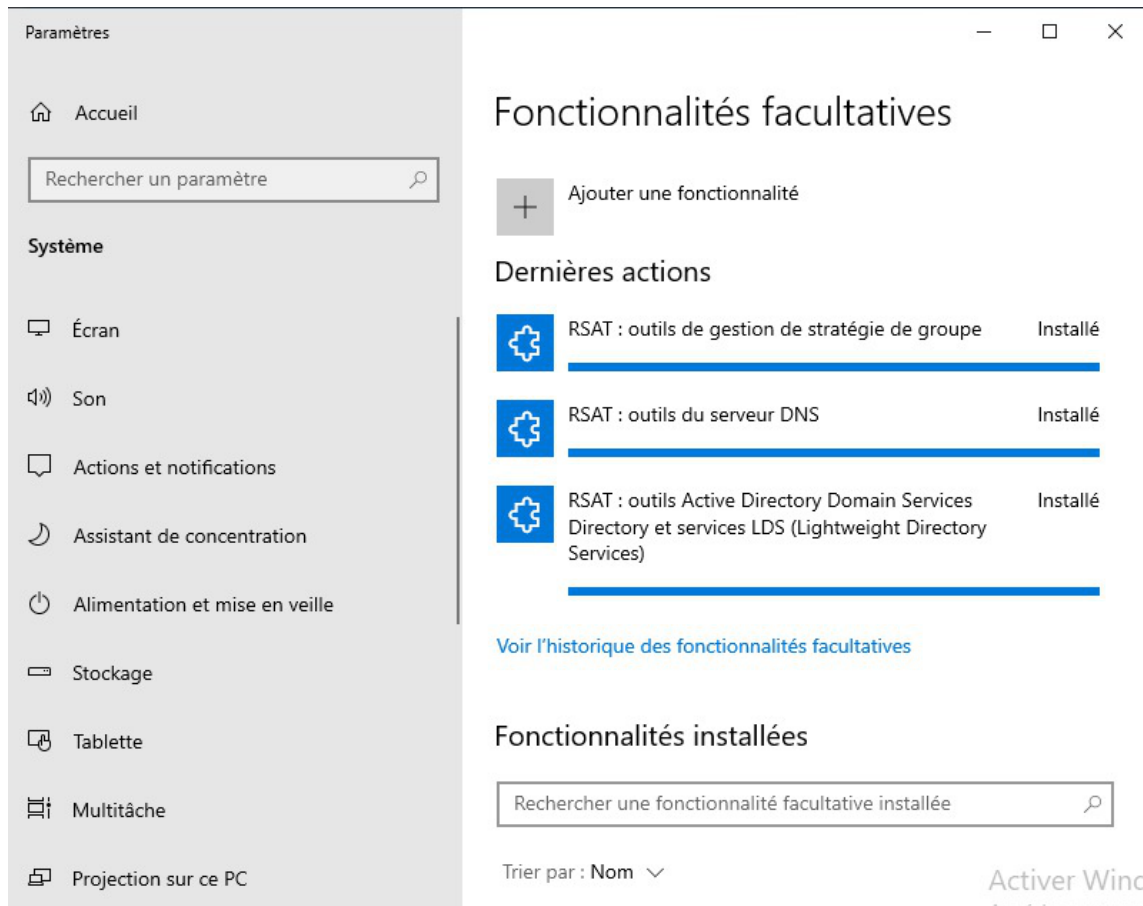 Paramètres
Accueil
Rechercher un paramètre
Système
Écran
Son
Actions et notifications
Assistant de concentration
Alimentation et mise en veille
Stockage
Tablette
Multitâche
Projection sur ce PC
Fonctionnalités facultatives
Ajouter une fonctionnalité
Dernières actions
RSAT : outils de gestion de stratégie de groupe Installé
RSAT : outils du serveur DNS Installé
RSAT : outils Active Directory Domain Services Installé
Directory et services LDS (Lightweight Directory
Services)
Voir l'historique des fonctionnalités facultatives
Fonctionnalités installées
Rechercher une fonctionnalité facultative installée
Trier par : Nom
Activer Winc